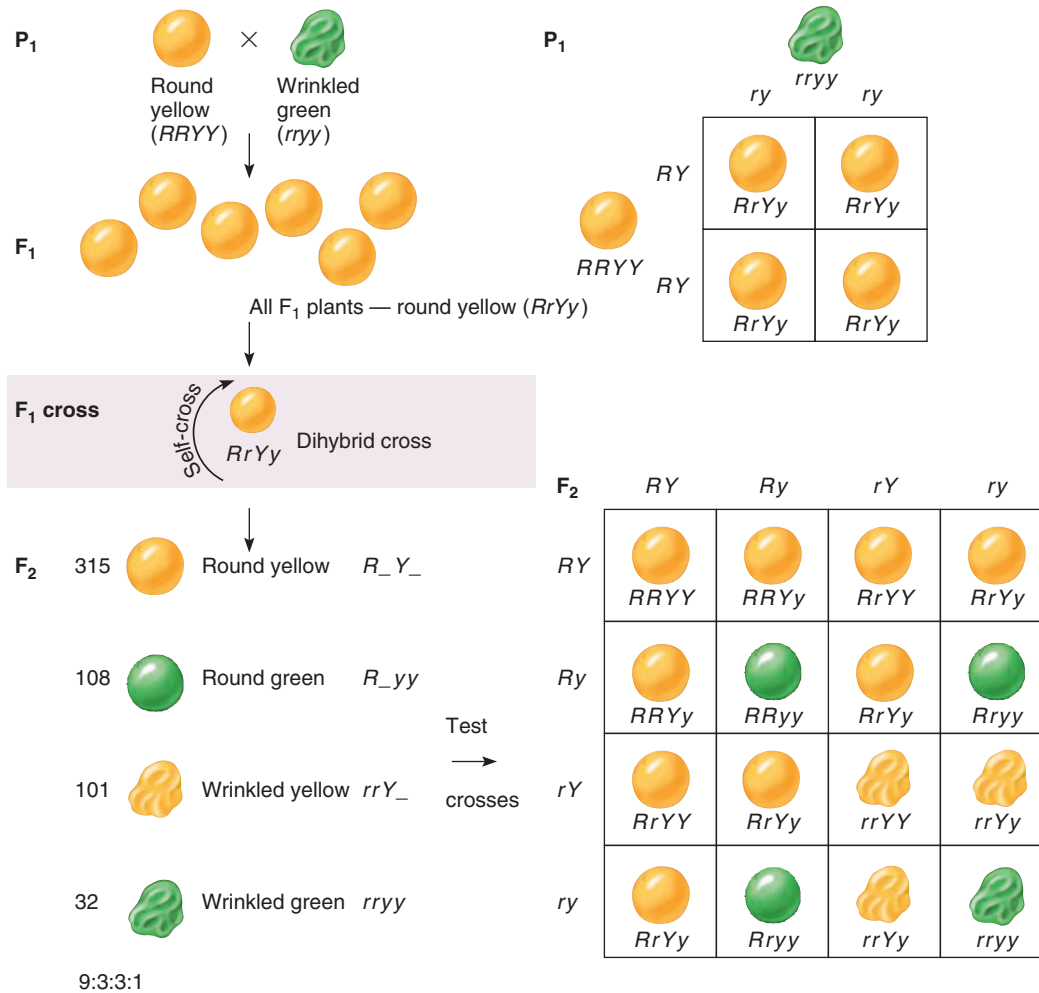 P1
×
Round
yellow
(RRYY)
Wrinkled
green
(rryy)
F1
All F1 plants — round yellow (RrYy)
F1 cross
Self-cross
RrYy
Dihybrid cross
F2
315 Round yellow R_Y_
108 Round green R_yy
101 Wrinkled yellow rrY_
32 Wrinkled green rryy
9:3:3:1
Test
crosses
P1
rryy
ry ry
RRYY
RY
RrYy RrYy
RY
RrYy RrYy
F2 RY Ry rY ry
RY
RRYY RRYy RrYY RrYy
Ry
RRYy RRyy RrYy Rryy
rY
RrYY RrYy rrYY rrYy
ry
RrYy Rryy rrYy rryy